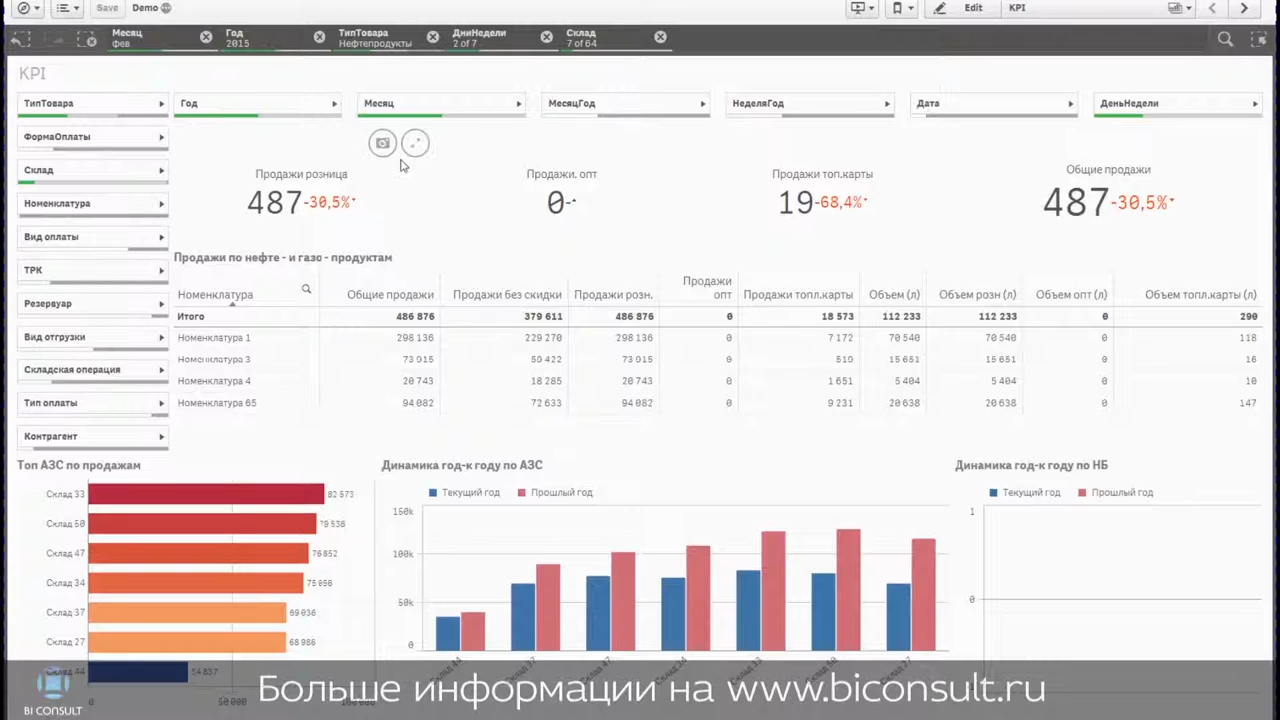 Save Demo Edit KPI
Месяц Год ТипТовара ДниНедели Склад
фев 2015 Нефтепродукты 2 of 7 7 of 64
KPI
ТипТовара Год Месяц МесяцГод НеделяГод Дата ДеньНедели
ФормаОплаты
Склад
Номенклатура
Вид оплаты
ТРК
Резервуар
Вид отгрузки
Складская операция
Тип оплаты
Контрагент
Продажи розница Продажи. опт Продажи топ.карты Общие продажи
487 -30,5% 0 - 19 -68,4% 487 -30,5%
Продажи по нефте - и газо - продуктам
Номенклатура Общие продажи Продажи без скидки Продажи розн. Продажи опт Продажи топл.карты Объем (л) Объем розн (л) Объем опт (л) Объем топл.карты (л)
Итого 486 876 379 611 486 876 0 18 573 112 233 112 233 0 290
Номенклатура 1 298 136 229 270 298 136 0 7 172 70 540 70 540 0 118
Номенклатура 3 73 915 59 422 73 915 0 519 15 651 15 651 0 16
Номенклатура 4 20 743 18 285 20 743 0 1 651 5 404 5 404 0 10
Номенклатура 65 94 082 72 633 94 082 0 9 231 20 638 20 638 0 147
Топ АЗС по продажам
Склад 33 82 573
Склад 50 79 538
Склад 47 76 852
Склад 34 75 050
Склад 37 69 036
Склад 27 68 986
44
0 50 000
Динамика год-к году по АЗС
Текущий год Прошлый год
150k
100k
50k
0
Динамика год-к году по НБ
Текущий год Прошлый год
1
0
BI CONSULT
Больше информации на www.biconsult.ru